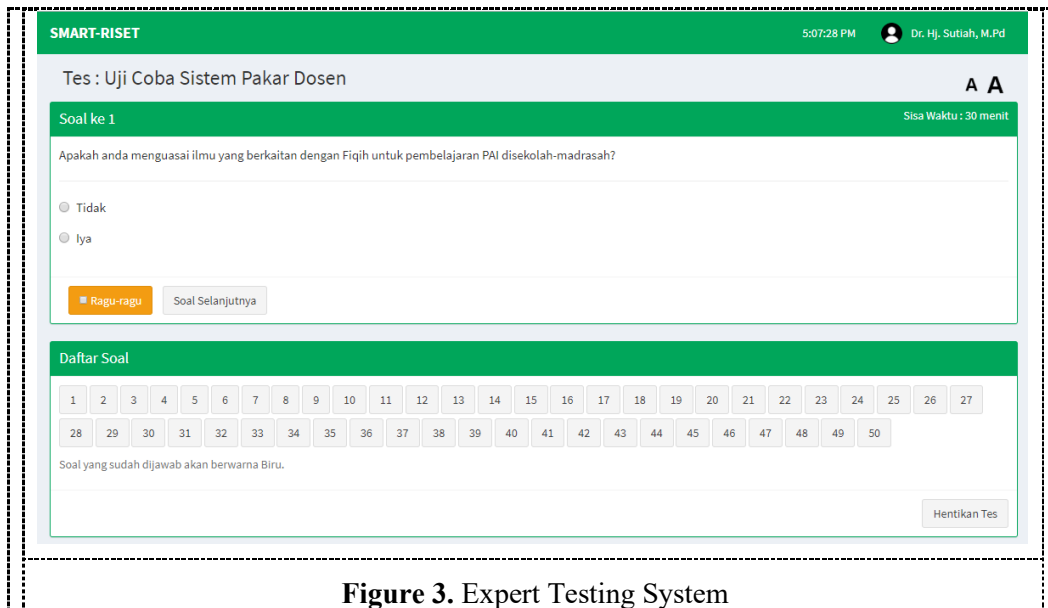 SMART-RISET 5:07:28 PM Dr. Hj. Sutiah, M.Pd
Tes : Uji Coba Sistem Pakar Dosen A A
Soal ke 1 Sisa Waktu : 30 menit
Apakah anda menguasai ilmu yang berkaitan dengan Fiqih untuk pembelajaran PAI disekolah-madrasah?
Tidak
Iya
Ragu-ragu Soal Selanjutnya
Daftar Soal
1 2 3 4 5 6 7 8 9 10 11 12 13 14 15 16 17 18 19 20 21 22 23 24 25 26 27
28 29 30 31 32 33 34 35 36 37 38 39 40 41 42 43 44 45 46 47 48 49 50
Soal yang sudah dijawab akan berwarna Biru.
Hentikan Tes
Figure 3. Expert Testing System